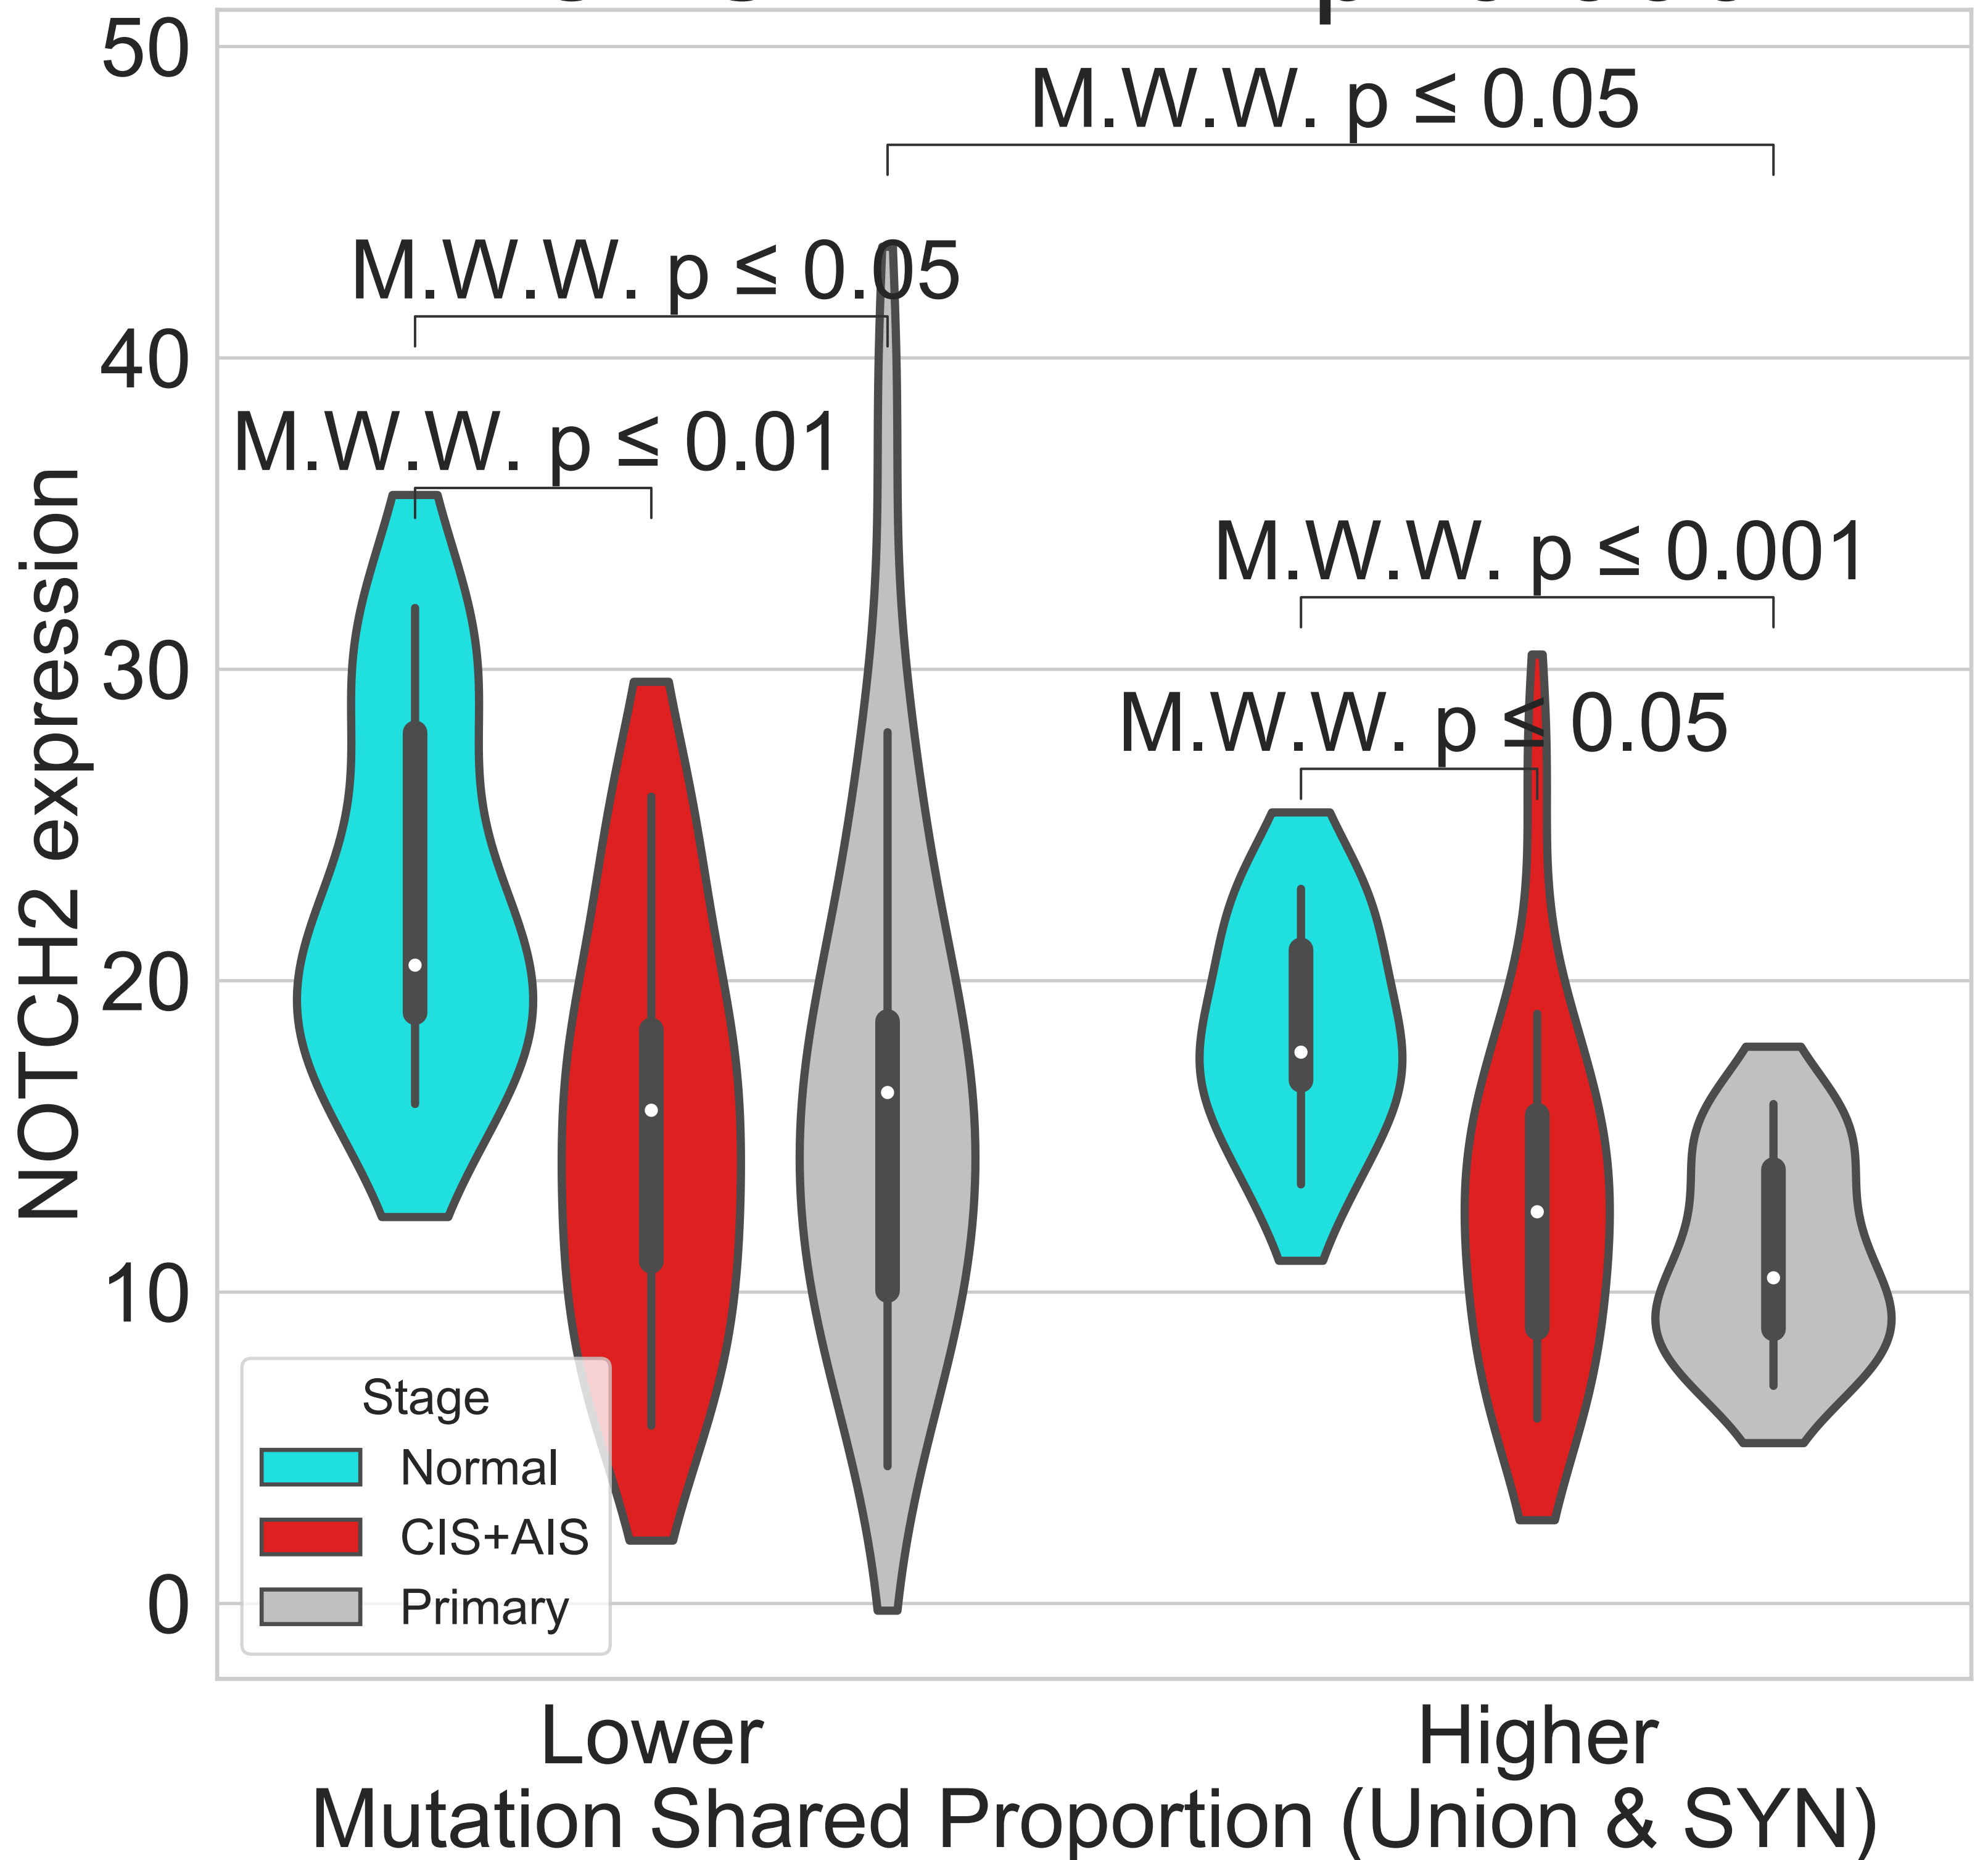 50
M.W.W. p ≤ 0.05
M.W.W. p ≤ 0.05
40
M.W.W. p ≤ 0.01
M.W.W. p ≤ 0.001
30
M.W.W. p ≤ 0.05
NOTCH2 expression
20
10
Stage
Normal
CIS+AIS
Primary
0
Lower
Higher
Mutation Shared Proportion (Union & SYN)